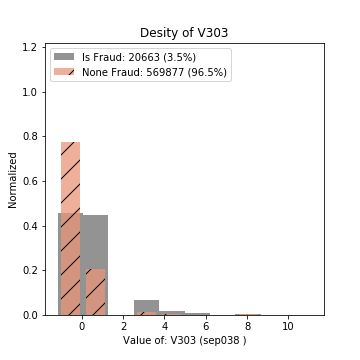 Desity of V303
Is Fraud: 20663 (3.5%)
None Fraud: 569877 (96.5%)
1.2
1.0
0.8
0.6
0.4
0.2
0.0
Normalized
0 2 4 6 8 10
Value of: V303 (sep038 )